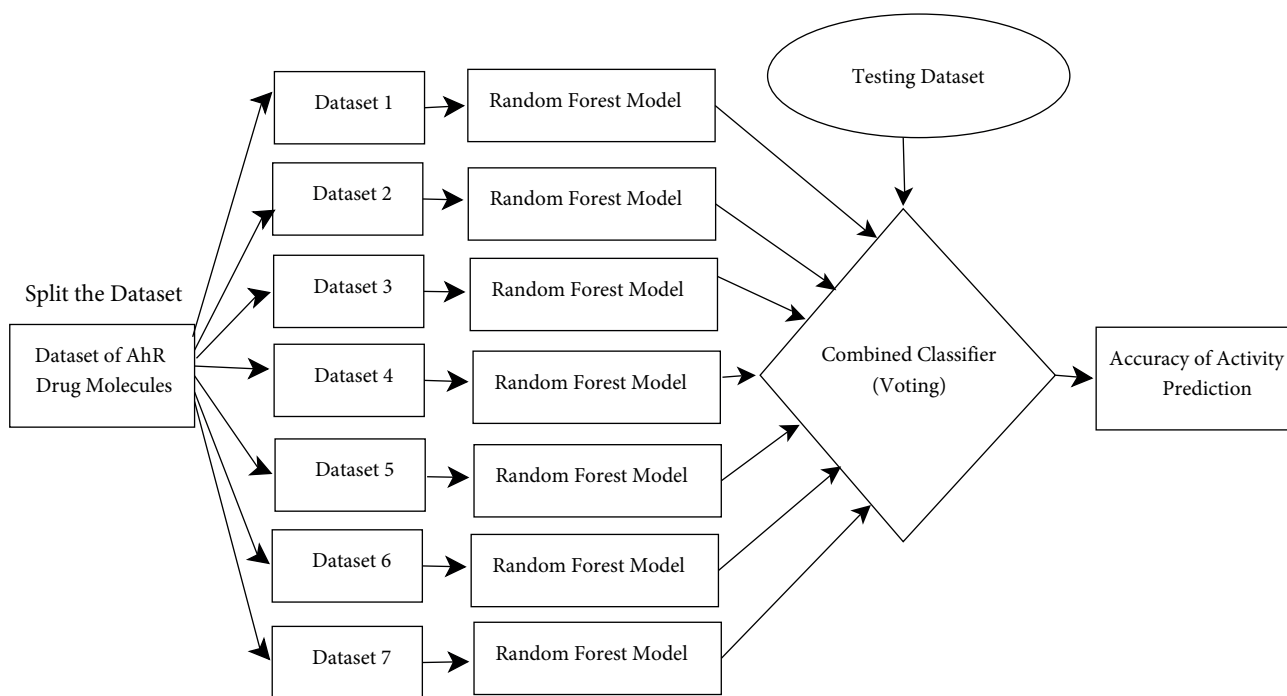 Split the Dataset
Dataset of AhR
Drug Molecules
Dataset 1
Random Forest Model
Dataset 2
Random Forest Model
Dataset 3
Random Forest Model
Dataset 4
Random Forest Model
Dataset 5
Random Forest Model
Dataset 6
Random Forest Model
Dataset 7
Random Forest Model
Testing Dataset
Combined Classifier
(Voting)
Accuracy of Activity
Prediction